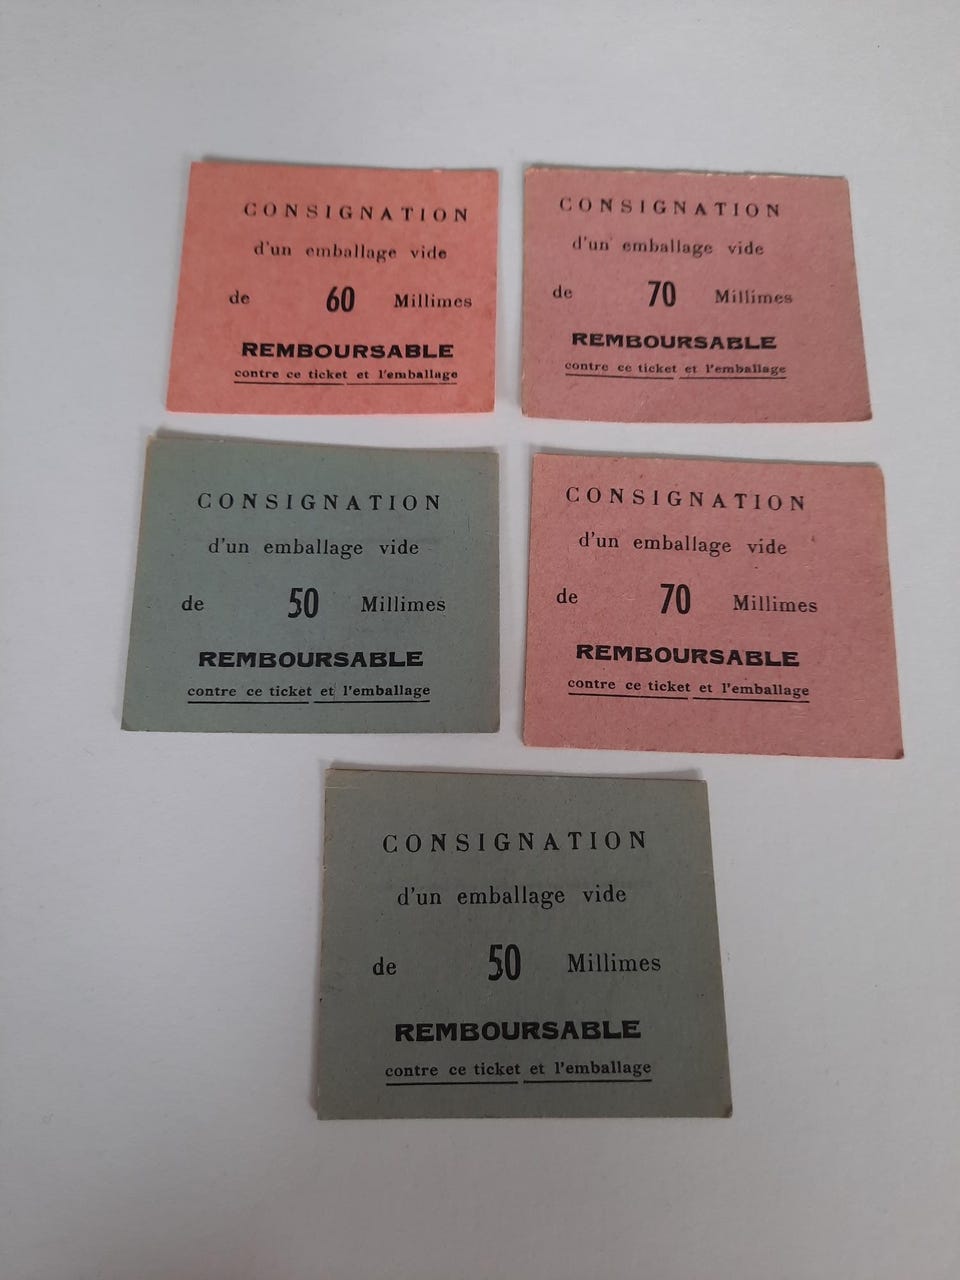 CONSIGNATION
d'un emballage vide
de 60 Millimes
REMBOURSABLE
contre ce ticket et l'emballage
CONSIGNATION
d'un emballage vide
de 70 Millimes
REMBOURSABLE
contre ce ticket et l'emballage
CONSIGNATION
d'un emballage vide
de 50 Millimes
REMBOURSABLE
contre ce ticket et l'emballage
CONSIGNATION
d'un emballage vide
de 70 Millimes
REMBOURSABLE
contre ce ticket et l'emballage
CONSIGNATION
d'un emballage vide
de 50 Millimes
REMBOURSABLE
contre ce ticket et l'emballage